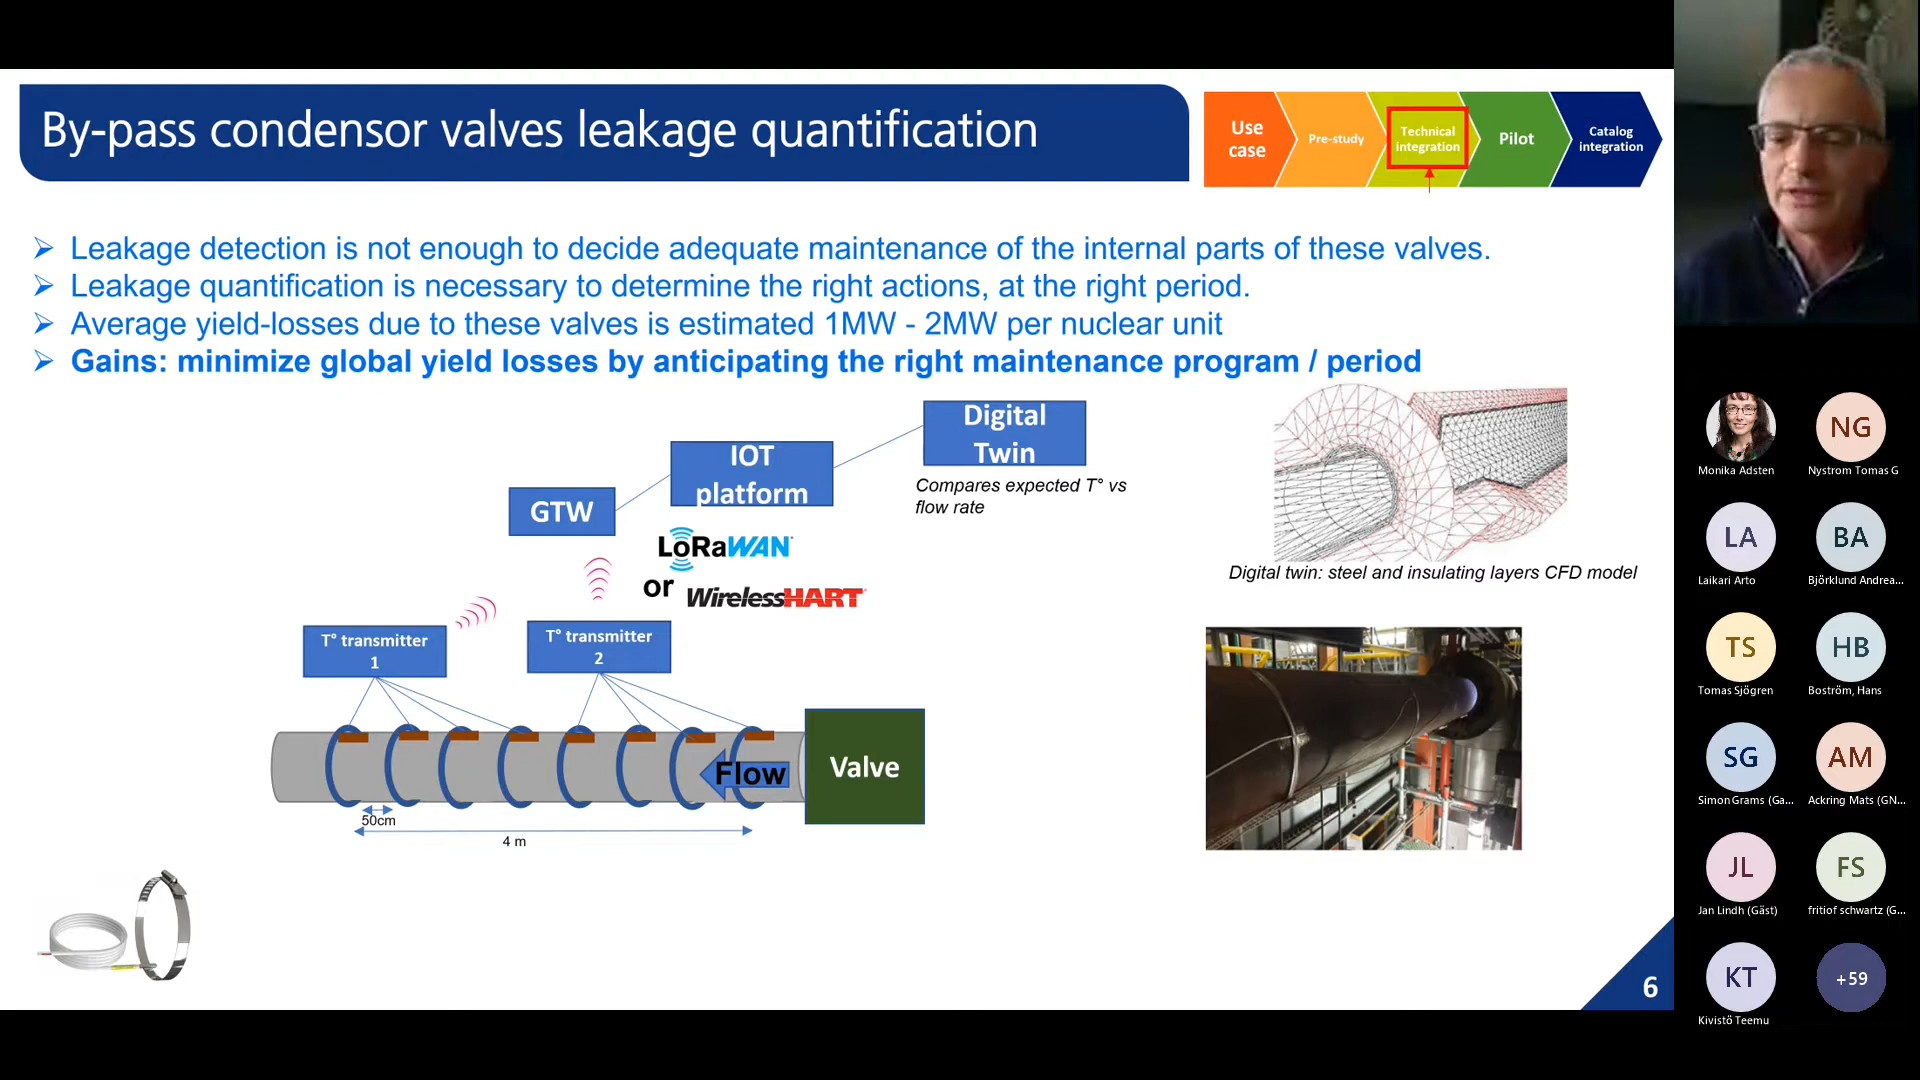 By-pass condensor valves leakage quantification
Use
case
Pre-study
Technical
integration
Pilot
Catalog
integration
Leakage detection is not enough to decide adequate maintenance of the internal parts of these valves.
Leakage quantification is necessary to determine the right actions, at the right period.
Average yield-losses due to these valves is estimated 1MW - 2MW per nuclear unit
Gains: minimize global yield losses by anticipating the right maintenance program / period
Digital
Twin
IOT
platform
GTW
Compares expected T° vs
flow rate
LoRaWAN
or
WirelessHART
Digital twin: steel and insulating layers CFD model
T° transmitter
1
T° transmitter
2
Flow
Valve
50cm
4 m
6
Monika Adsten
NG
Nystrom Tomas G
LA
Laikari Arto
BA
Björklund Andrea...
TS
Tomas Sjögren
HB
Boström, Hans
SG
Simon Grams (Ga...
AM
Ackring Mats (GN...
JL
Jan Lindh (Gäst)
FS
fritiof schwartz (G...
KT
Kivistö Teemu
+59